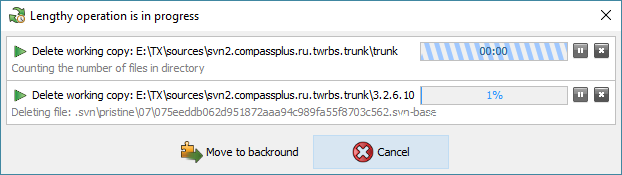 Lengthy operation is in progress
Delete working copy: E:\TX\sources\svn2.compassplus.ru.twrbs.trunk\trunk
00:00
Counting the number of files in directory
Delete working copy: E:\TX\sources\svn2.compassplus.ru.twrbs.trunk\3.2.6.10
1%
Deleting file: .svn\pristine\07\075eeddb062d951872aaa94c989fa55f8703c562.svn-base
Move to backround
Cancel